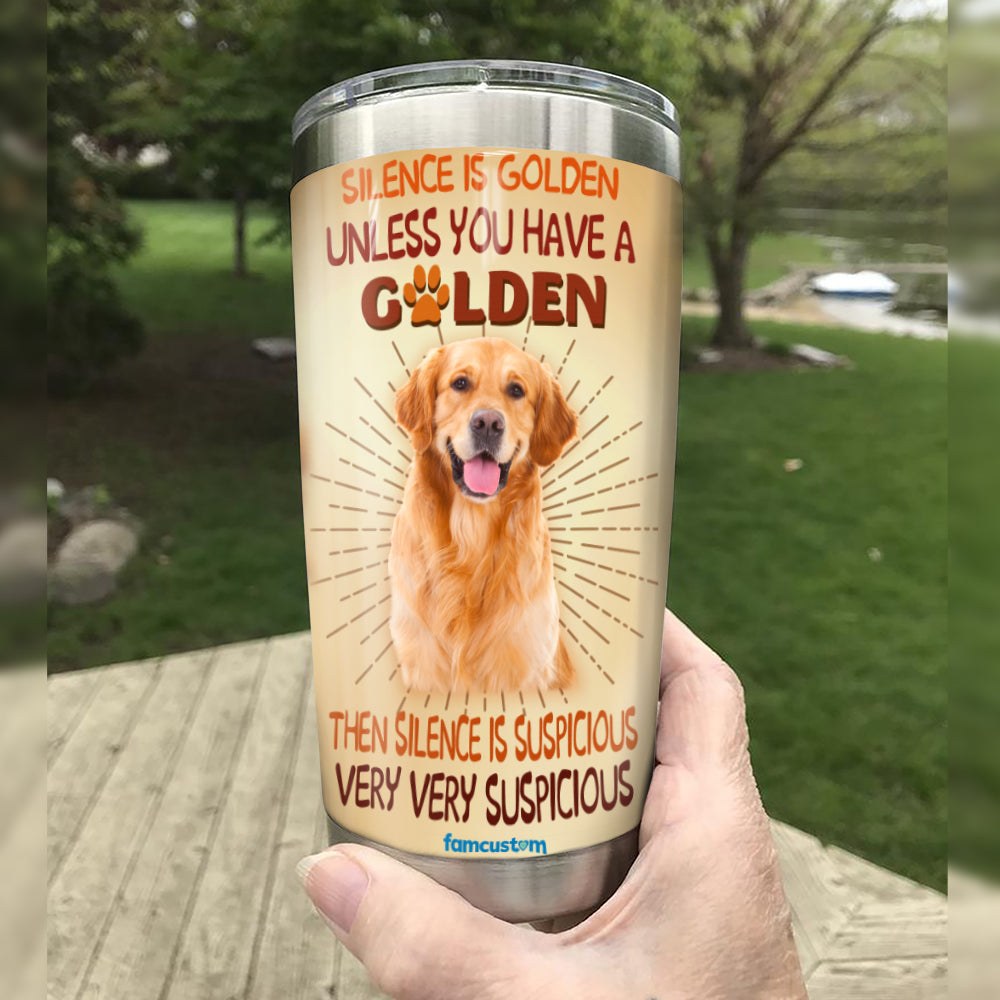 SILENCE IS GOLDEN
UNLESS YOU HAVE A
GOLDEN
THEN SILENCE IS SUSPICIOUS
VERY VERY SUSPICIOUS
famcustom